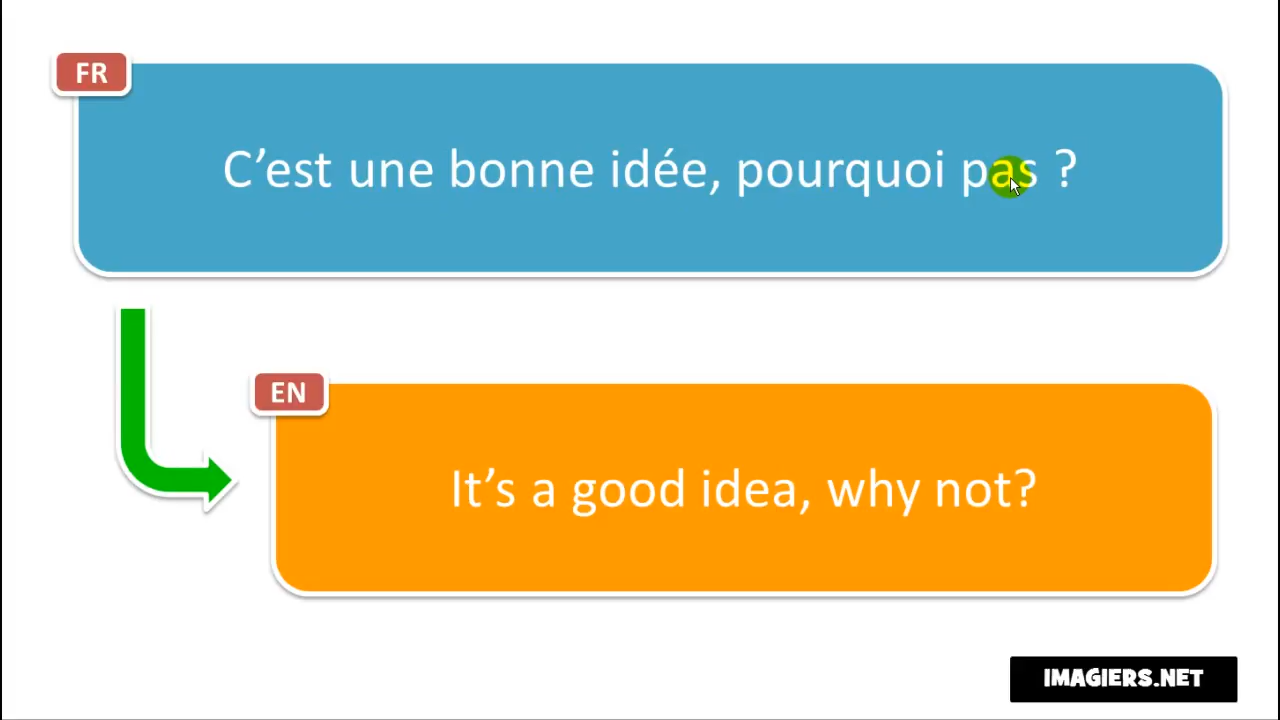 FR
C’est une bonne idée, pourquoi pas ?
EN
It’s a good idea, why not?
IMAGIERS.NET